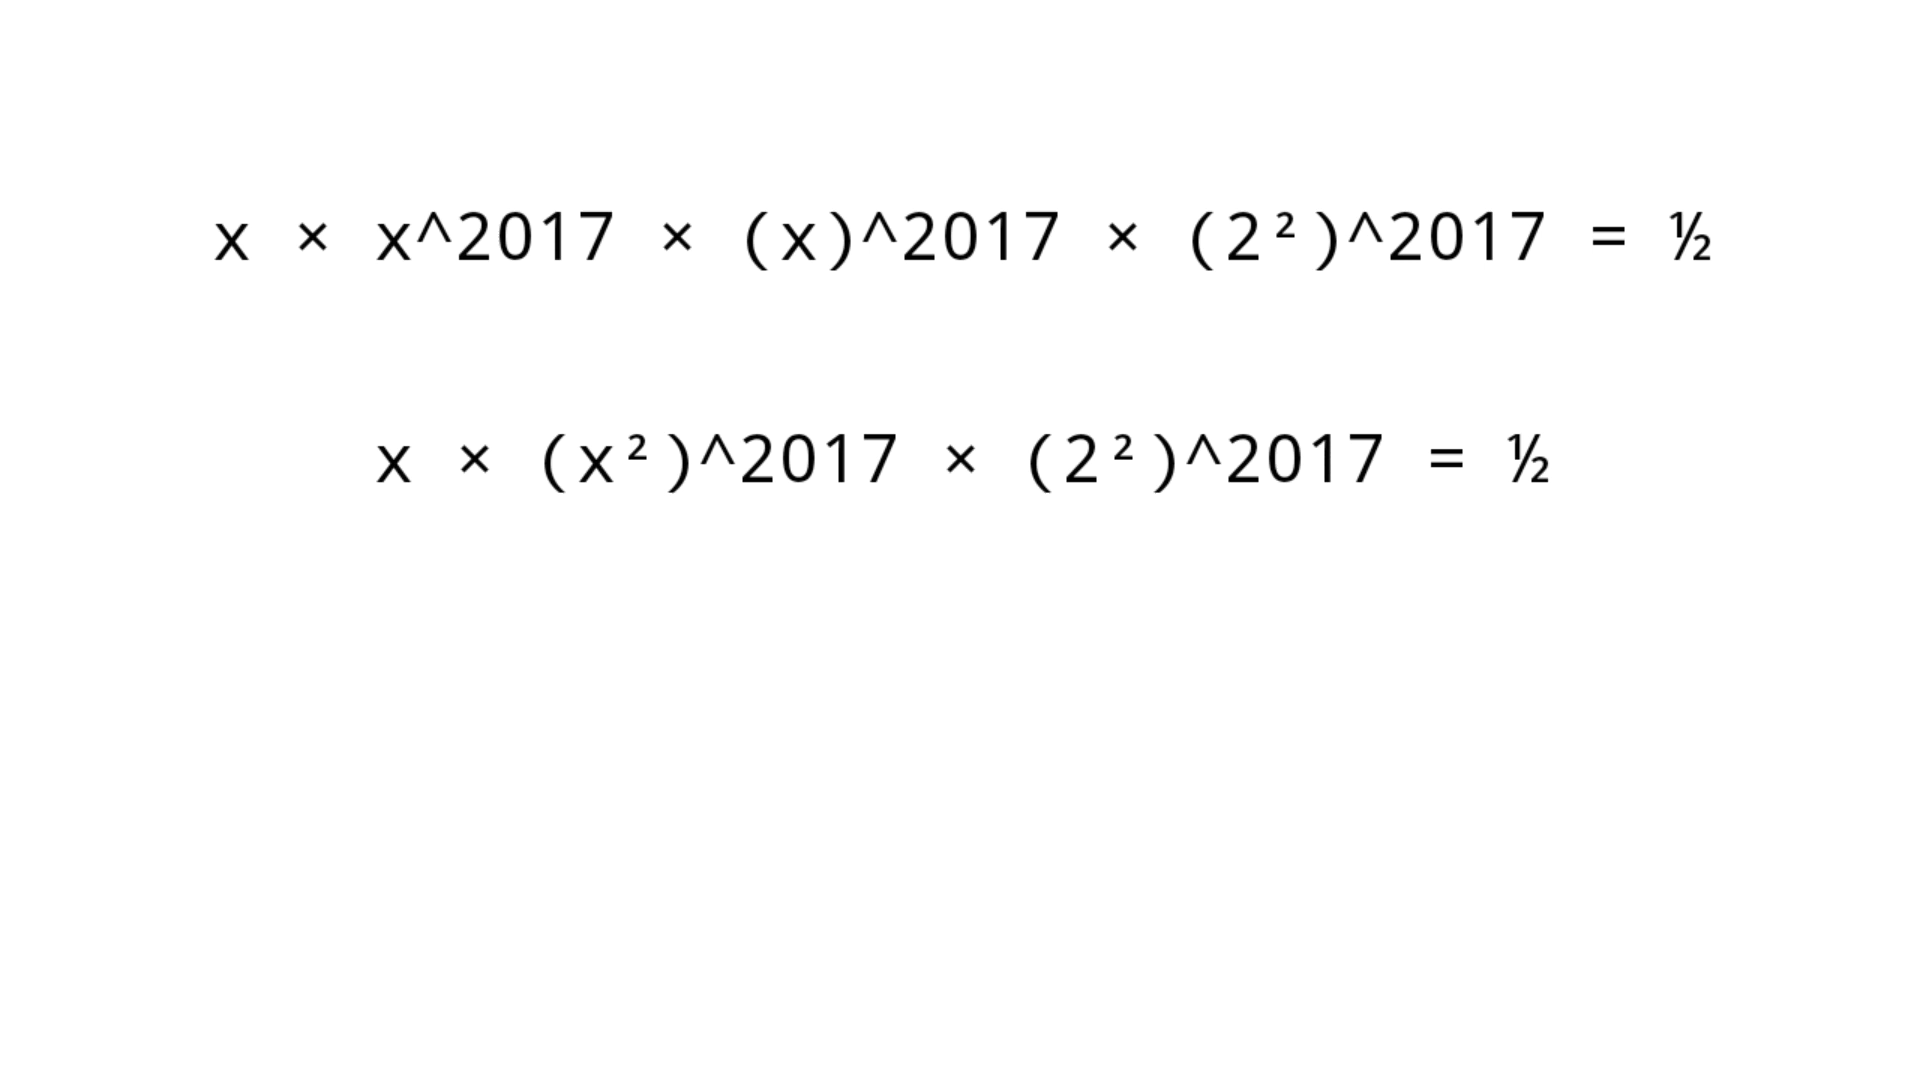 x × x^2017 × (x)^2017 × (2²)^2017 = ½
x × (x²)^2017 × (2²)^2017 = ½